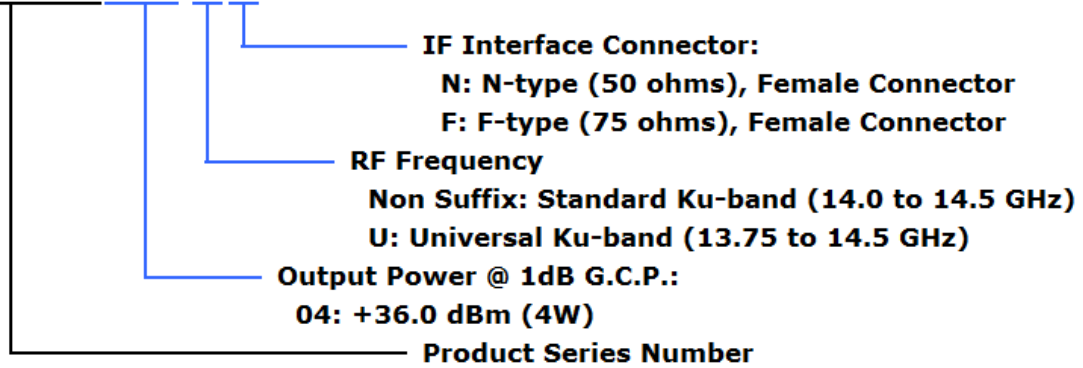 IF Interface Connector:
N: N-type (50 ohms), Female Connector
F: F-type (75 ohms), Female Connector
RF Frequency
Non Suffix: Standard Ku-band (14.0 to 14.5 GHz)
U: Universal Ku-band (13.75 to 14.5 GHz)
Output Power @ 1dB G.C.P.:
04: +36.0 dBm (4W)
Product Series Number